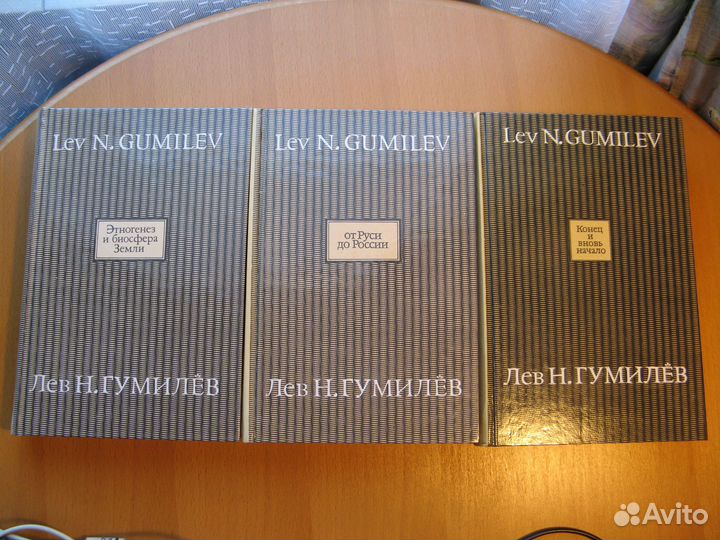 Lev N. GUMILEV
Этногенез
и биосфера
Земли
Лев Н. ГУМИЛЁВ
Lev N. GUMILEV
от Руси
до России
Лев Н. ГУМИЛЁВ
Lev N. GUMILEV
Конец
и
вновь
начало
Лев Н. ГУМИЛЁВ
Avito